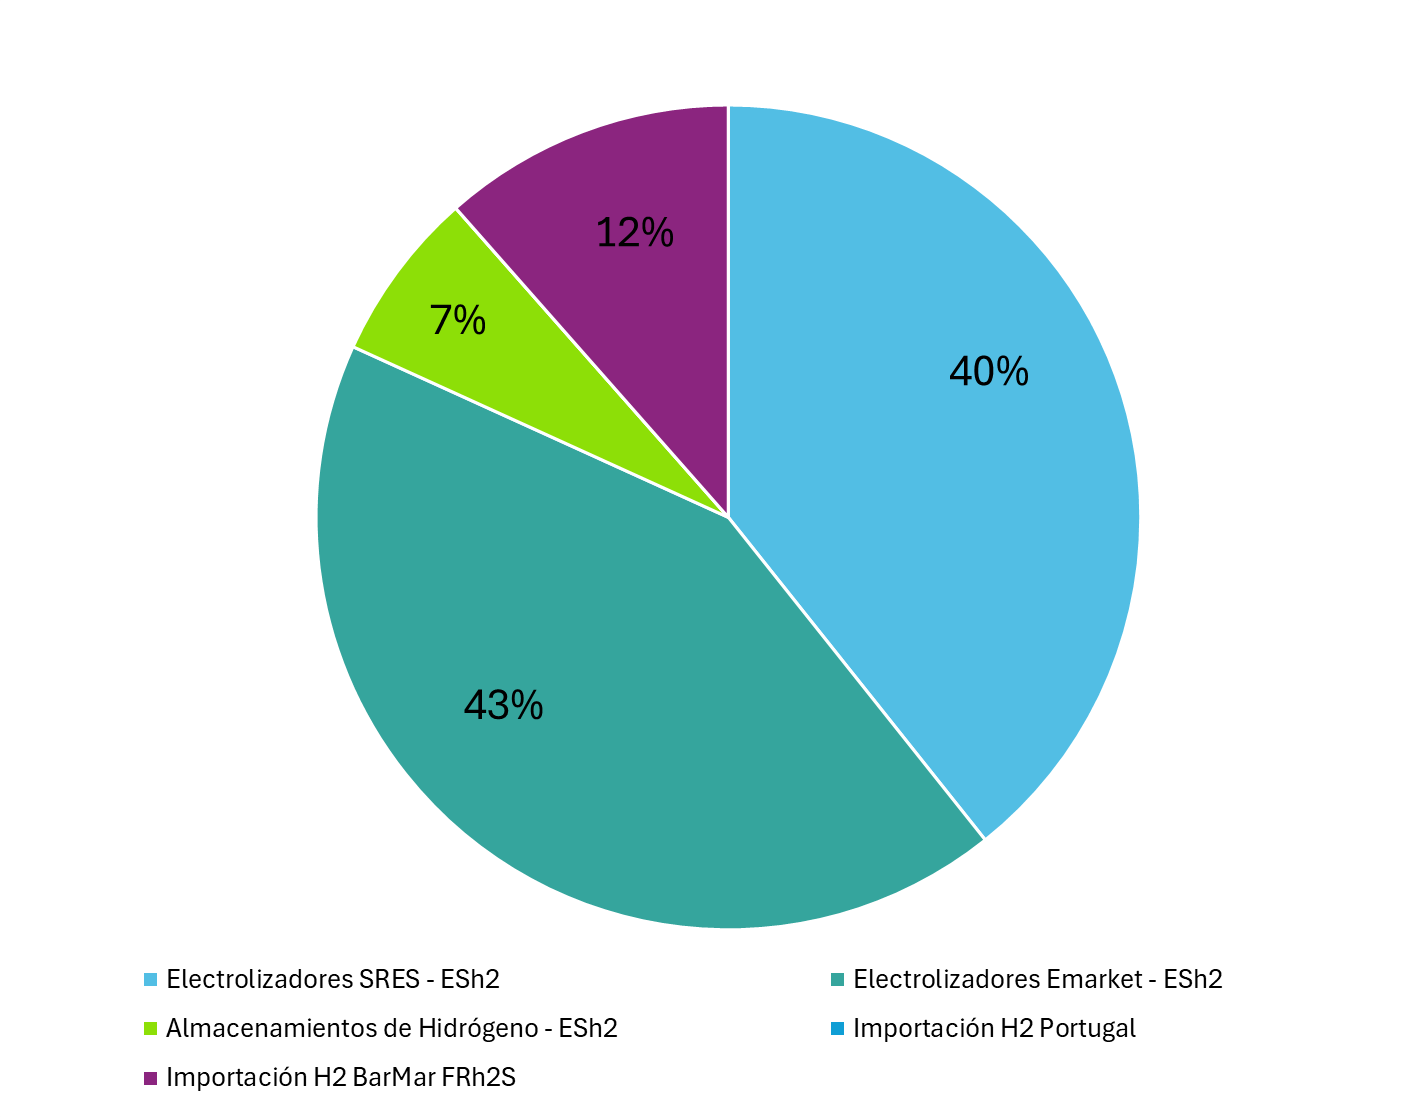 12%
40%
7%
43%
Electrolizadores SRES - ESh2
Electrolizadores Emarket - ESh2
Almacenamientos de Hidrógeno - ESh2
Importación H2 Portugal
Importación H2 BarMar FRh2S